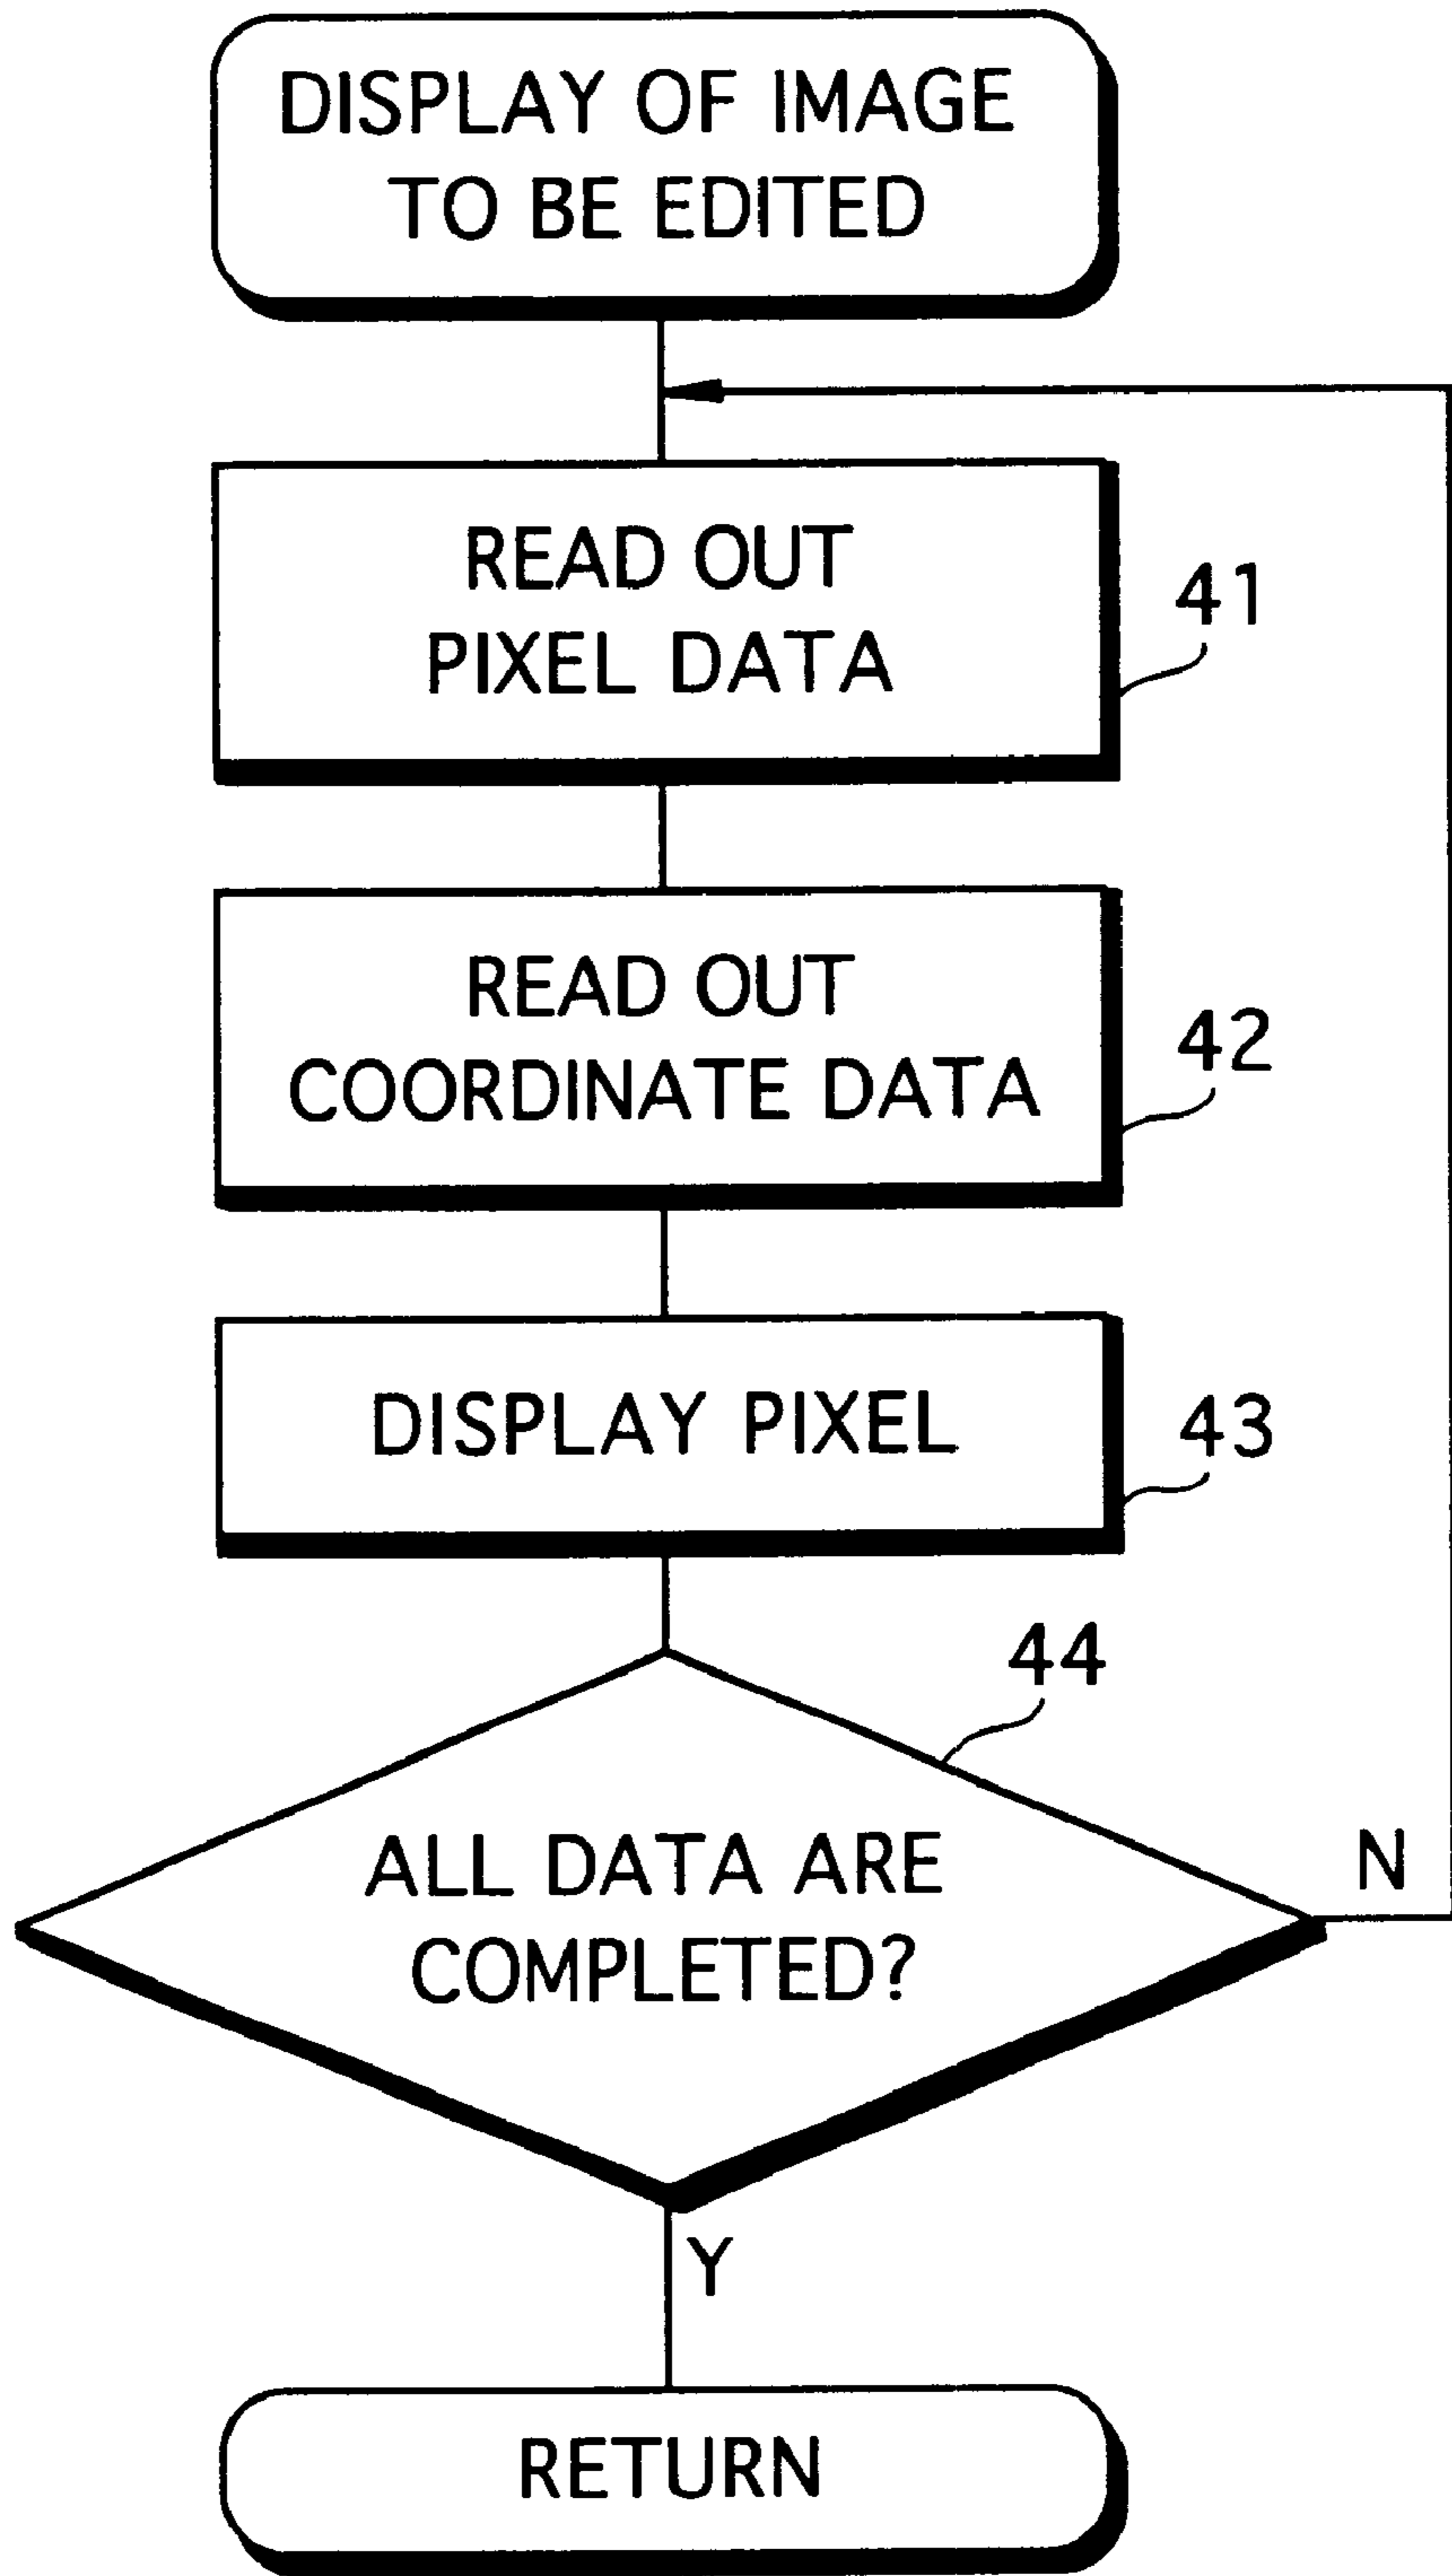 DISPLAY OF IMAGE
TO BE EDITED
READ OUT
PIXEL DATA
41
READ OUT
COORDINATE DATA
42
DISPLAY PIXEL
43
44
ALL DATA ARE
COMPLETED?
N
Y
RETURN